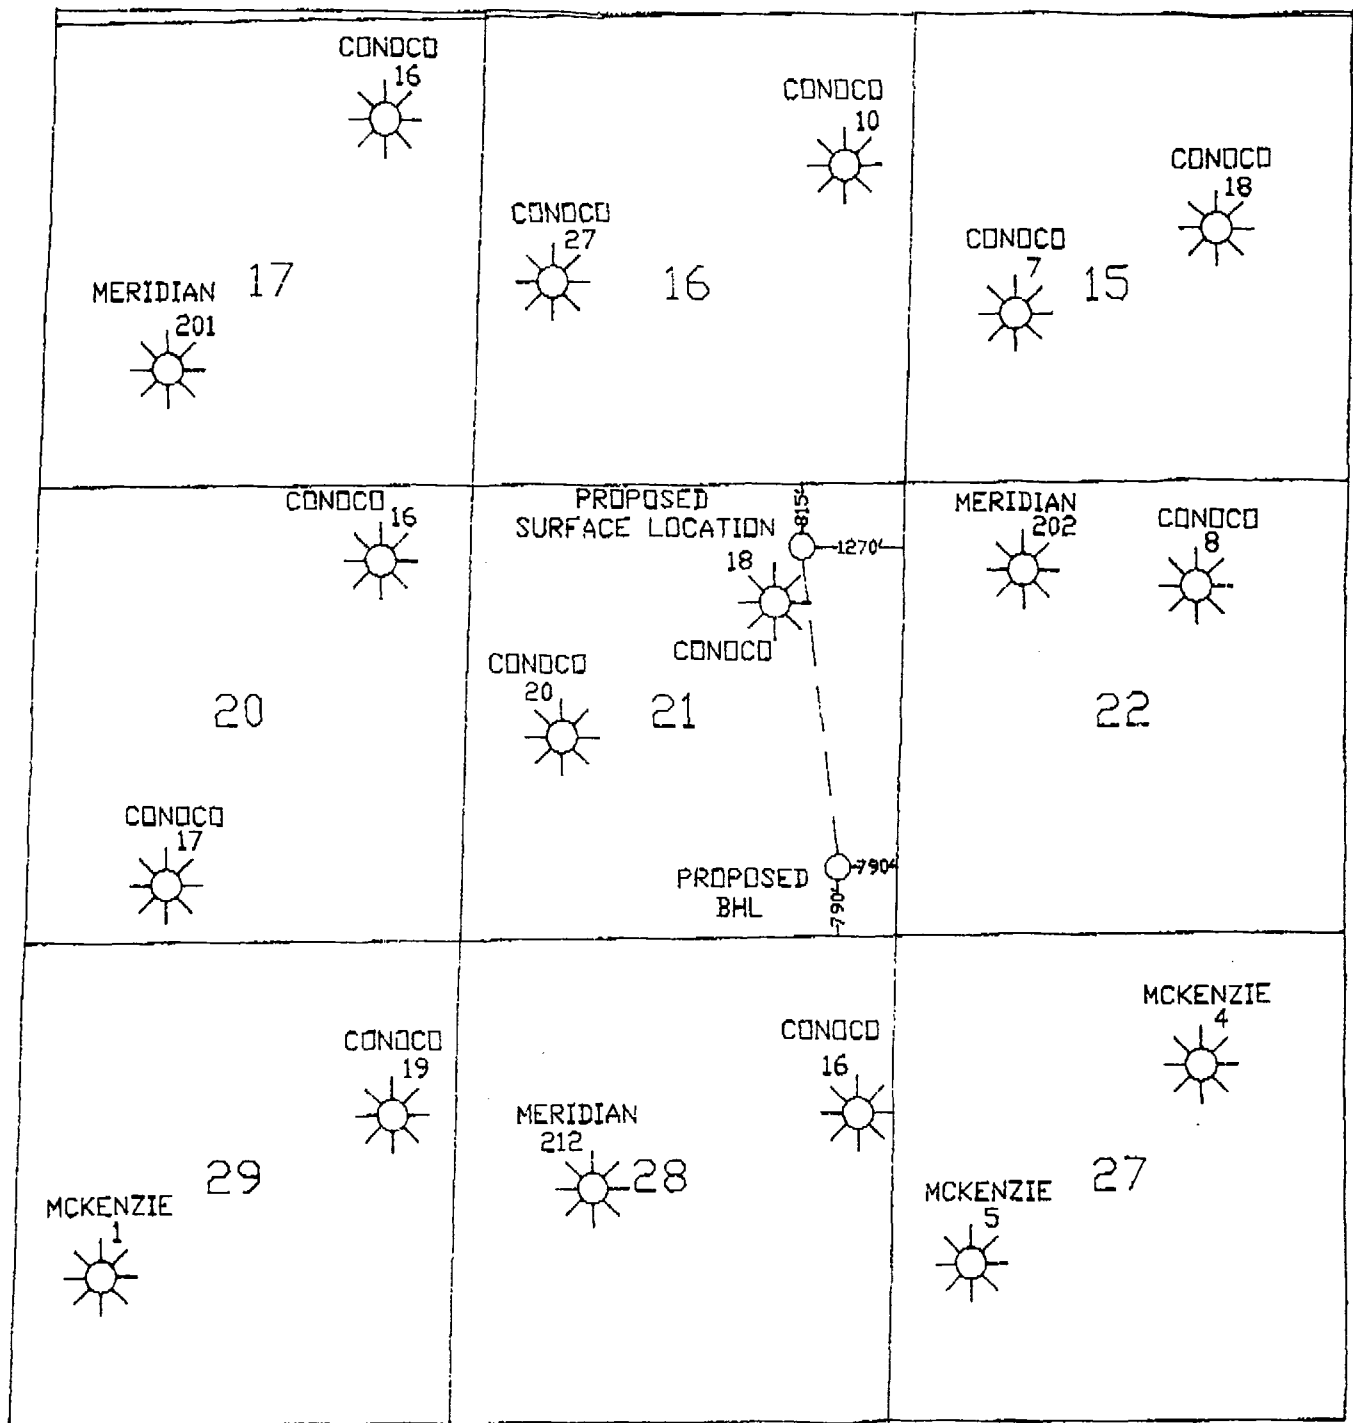 CONOCO
16
MERIDIAN
201
17
CONOCO
10
CONOCO
27
16
CONOCO
18
CONOCO
7
15
CONOCO
16
20
CONOCO
17
PROPOSED
SURFACE LOCATION
815'
1270'
18
CONOCO
CONOCO
20
21
PROPOSED
BHL
790'
790'
MERIDIAN
202
CONOCO
8
22
CONOCO
19
29
MCKENZIE
1
CONOCO
16
MERIDIAN
212
28
MCKENZIE
4
MCKENZIE
5
27